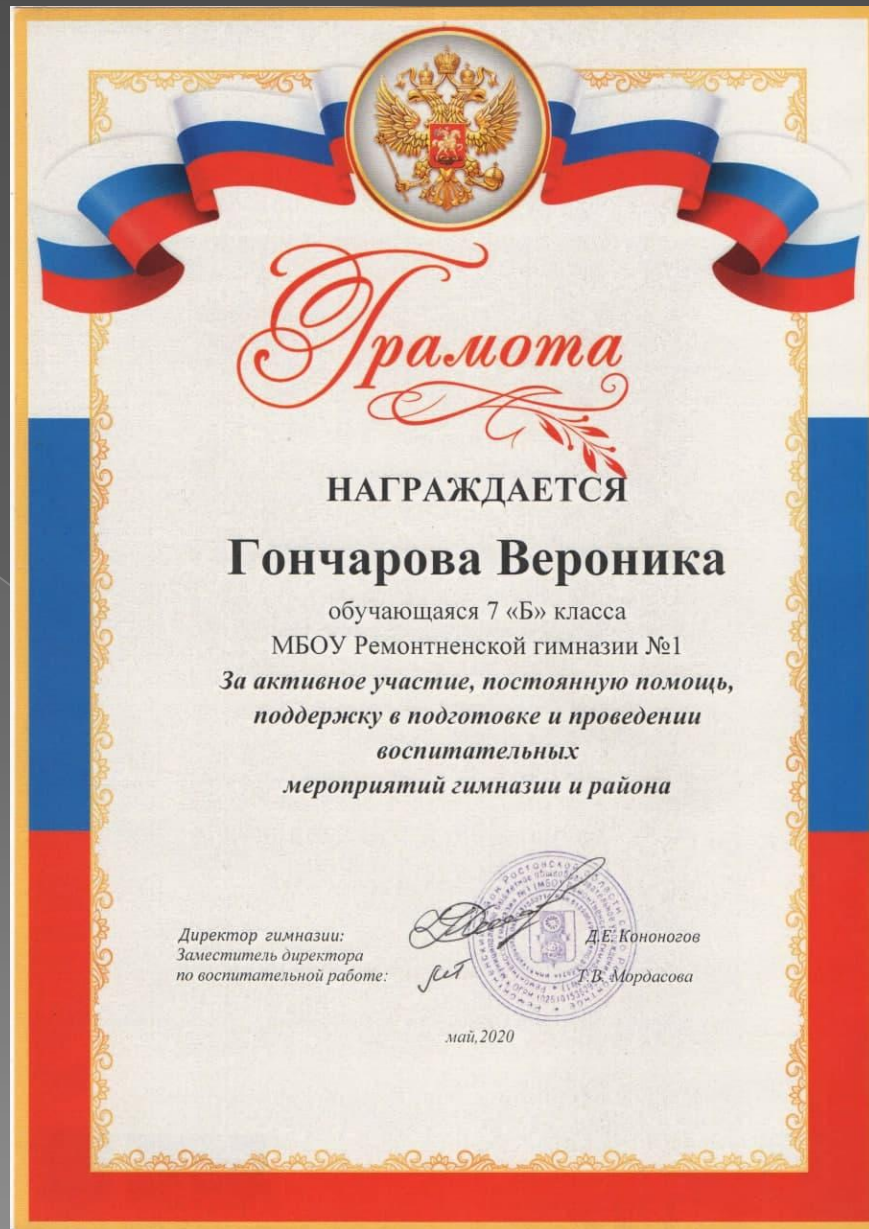 Грамота
НАГРАЖДАЕТСЯ
Гончарова Вероника
обучающаяся 7 «Б» класса
МБОУ Ремонтненской гимназии №1
За активное участие, постоянную помощь,
поддержку в подготовке и проведении
воспитательных
мероприятий гимназии и района
Директор гимназии: Д.Е.Кононогов
Заместитель директора
по воспитательной работе: Т.В. Мордасова
май,2020